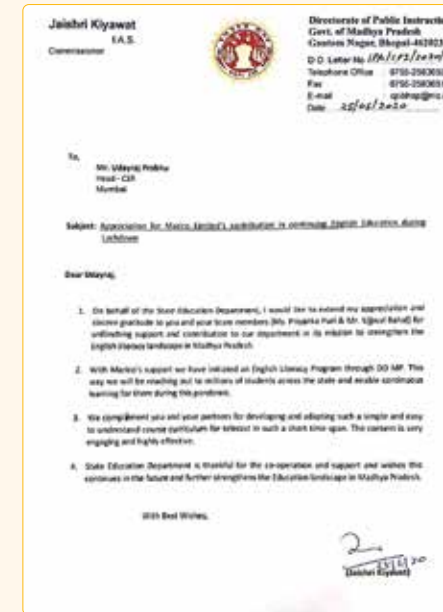 Jaishri Kiyawat
I.A.S.
Commissioner
Directorate of Public Instructi
Govt. of Madhya Pradesh
Gautam Nagar, Bhopal-462023
D.O. Letter No.
Telephone Office : 0755-
Fax : 0755-
E-mail :
Date 25/05/2020
To,
Mr. Udayraj Prabhu
Head - CSR
Mumbai
Subject: Appreciation for Marico Limited's contribution in continuing English Education during
Lockdown
Dear Udayraj,
1. On behalf of the State Education Department, I would like to extend my appreciation and
sincere gratitude to you and your team members (Ms. Priyanka Puri & Mr. Ujjwal Bahal) for
unflinching support and contribution to our department in its mission to strengthen the
English literacy landscape in Madhya Pradesh.
2. With Marico's support we have initiated an English Literacy Program through DD MP. This
way we will be reaching out to millions of students across the state and enable continuous
learning for them during this pandemic.
3. We compliment you and your partners for developing and adapting such a simple and easy
to understand course curriculum for telecast in such a short time span. The content is very
engaging and highly effective.
4. State Education Department is thankful for the co-operation and support and wishes this
continues in the future and further strengthens the Education landscape in Madhya Pradesh.
With Best Wishes,
(Jaishri Kiyawat)